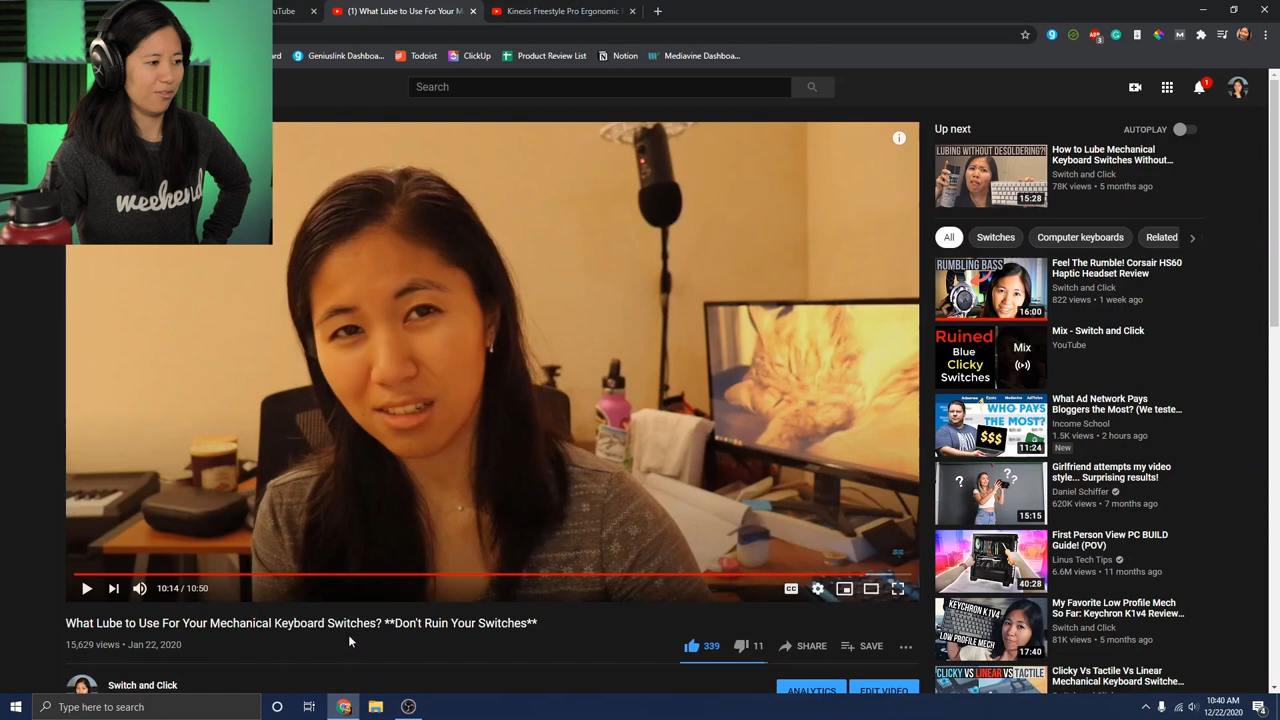 uTube
(1) What Lube to Use For Your M
Kinesis Freestyle Pro Ergonomic
Geniuslink Dashboa...
Todoist
ClickUp
Product Review List
Notion
Mediavine Dashboa...
3
Search
1
weekend
Up next
AUTOPLAY
LUBING WITHOUT DESOLDERING?!
15:28
How to Lube Mechanical
Keyboard Switches Without...
Switch and Click
78K views • 5 months ago
All
Switches
Computer keyboards
Related
RUMBLING BASS
16:00
Feel The Rumble! Corsair HS60
Haptic Headset Review
Switch and Click
822 views • 1 week ago
Ruined
Blue
Clicky
Switches
Mix
Mix - Switch and Click
YouTube
WHO PAYS
THE MOST?
$$$
11:24
What Ad Network Pays
Bloggers the Most? (We teste...
Income School
1.5K views • 2 hours ago
New
? ??
15:15
Girlfriend attempts my video
style... Surprising results!
Daniel Schiffer
620K views • 7 months ago
40:28
First Person View PC BUILD
Guide! (POV)
Linus Tech Tips
6.6M views • 11 months ago
KEYCHRON K1V4
LOW PROFILE MECH
17:40
My Favorite Low Profile Mech
So Far: Keychron K1v4 Review...
Switch and Click
81K views • 5 months ago
CLICKY VS LINEAR VS TACTILE
Clicky Vs Tactile Vs Linear
Mechanical Keyboard Switche...
10:14 / 10:50
CC
What Lube to Use For Your Mechanical Keyboard Switches? **Don't Ruin Your Switches**
15,629 views • Jan 22, 2020
339
11
SHARE
SAVE
Switch and Click
ANALYTICS
EDIT VIDEO
Type here to search
10:40 AM
12/22/2020
4